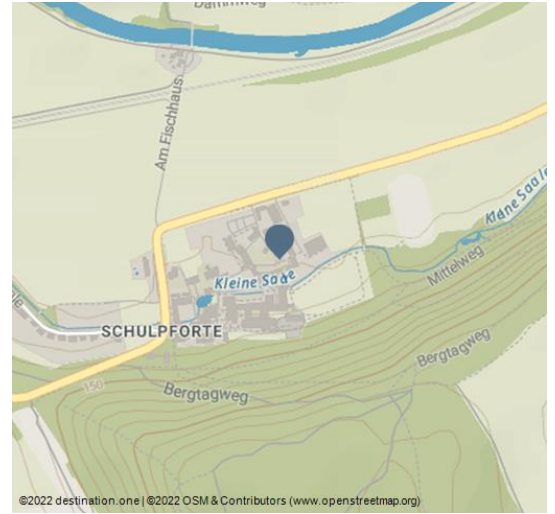 Dammweg
Am Fischhaus
Kleine Saale
Mittelweg
Kleine Saale
SCHULPFORTE
Bergtagweg
150
Bergtagweg
©2022 destination.one | ©2022 OSM & Contributors (www.openstreetmap.org)